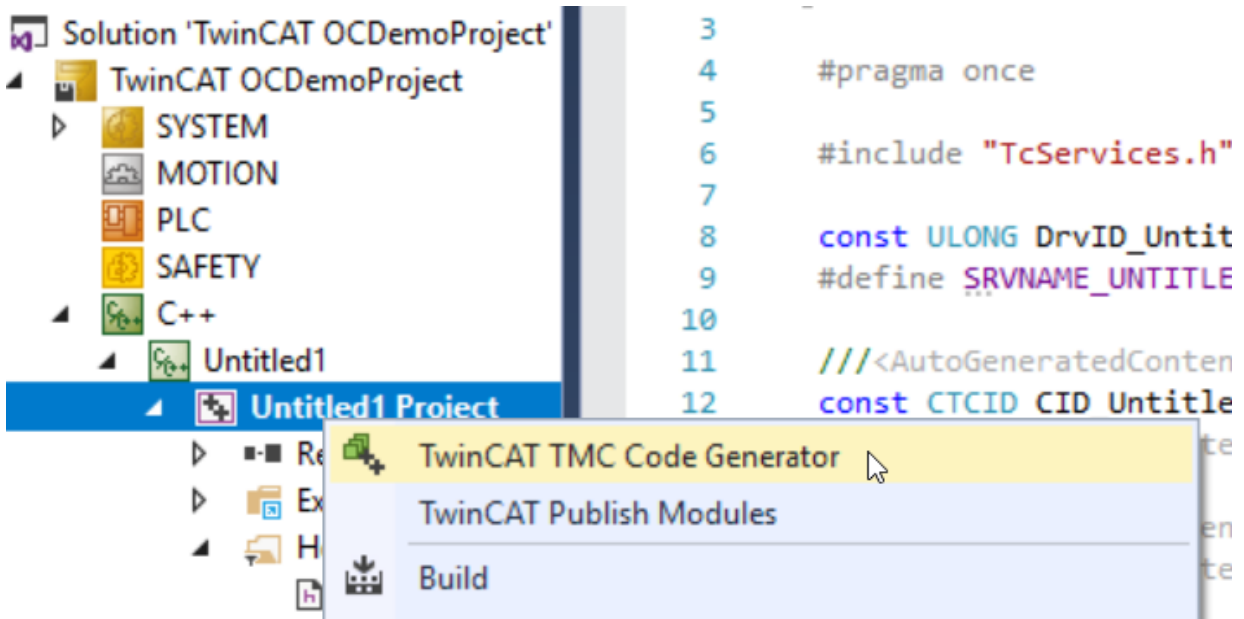 Solution 'TwinCAT OCDemoProject'
TwinCAT OCDemoProject
SYSTEM
MOTION
PLC
SAFETY
C++
Untitled1
Untitled1 Project
TwinCAT TMC Code Generator
TwinCAT Publish Modules
Build
3
4 #pragma once
5
6 #include "TcServices.h"
7
8 const ULONG DrvID_Untit
9 #define SRVNAME_UNTITLE
10
11 ///<AutoGeneratedConten
12 const CTCID CID_Untitle